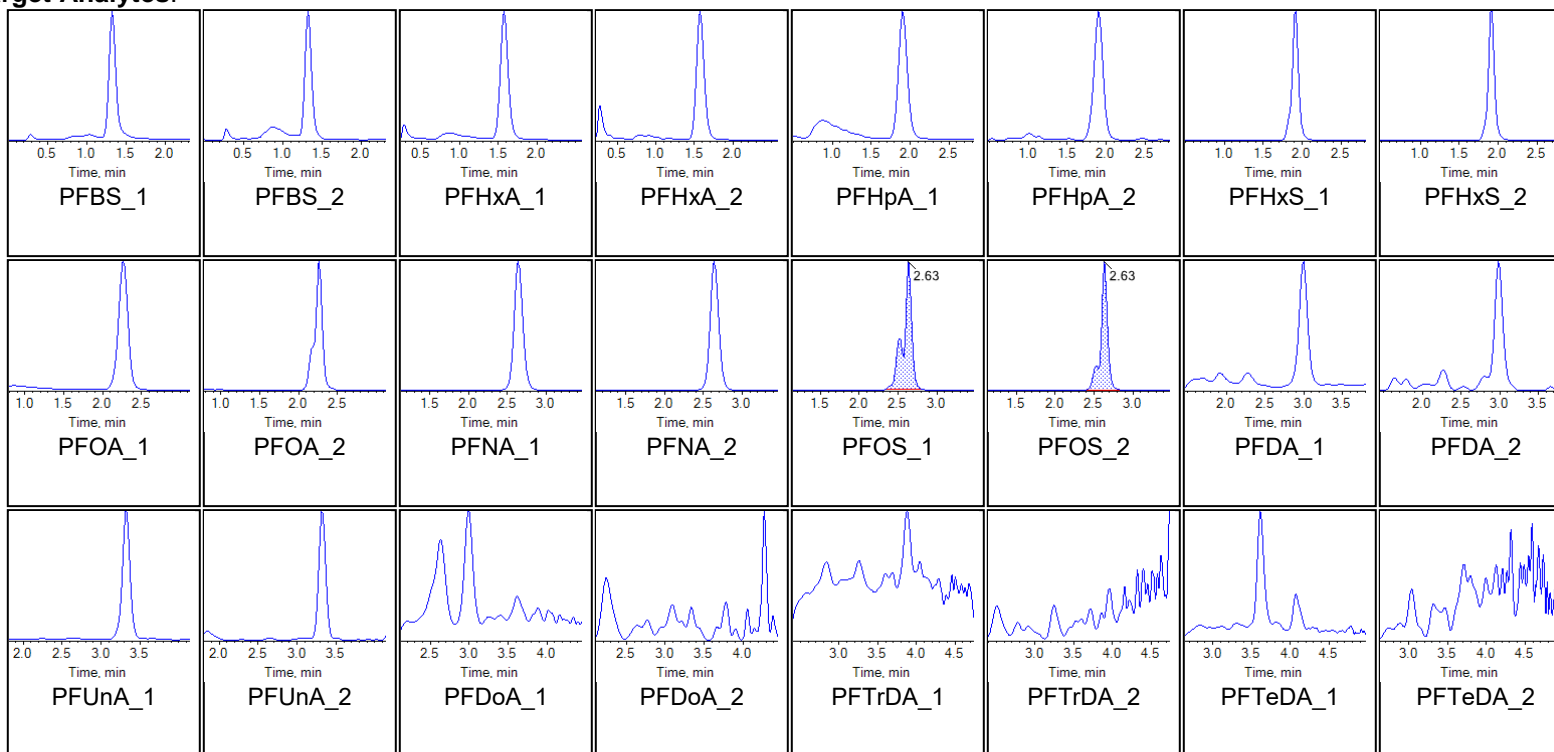 rget Analytes:
0.5 1.0 1.5 2.0 0.5 1.0 1.5 2.0 0.5 1.0 1.5 2.0 0.5 1.0 1.5 2.0 1.0 1.5 2.0 2.5 1.0 1.5 2.0 2.5 1.0 1.5 2.0 2.5 1.0 1.5 2.0 2.5
Time, min Time, min Time, min Time, min Time, min Time, min Time, min Time, min
PFBS_1 PFBS_2 PFHxA_1 PFHxA_2 PFHpA_1 PFHpA_2 PFHxS_1 PFHxS_2
2.63 2.63
1.0 1.5 2.0 2.5 1.0 1.5 2.0 2.5 1.5 2.0 2.5 3.0 1.5 2.0 2.5 3.0 1.5 2.0 2.5 3.0 1.5 2.0 2.5 3.0 2.0 2.5 3.0 3.5 2.0 2.5 3.0 3.5
Time, min Time, min Time, min Time, min Time, min Time, min Time, min Time, min
PFOA_1 PFOA_2 PFNA_1 PFNA_2 PFOS_1 PFOS_2 PFDA_1 PFDA_2
2.0 2.5 3.0 3.5 2.0 2.5 3.0 3.5 2.5 3.0 3.5 4.0 2.5 3.0 3.5 4.0 3.0 3.5 4.0 4.5 3.0 3.5 4.0 4.5 3.0 3.5 4.0 4.5 3.0 3.5 4.0 4.5
Time, min Time, min Time, min Time, min Time, min Time, min Time, min Time, min
PFUnA_1 PFUnA_2 PFDoA_1 PFDoA_2 PFTrDA_1 PFTrDA_2 PFTeDA_1 PFTeDA_2